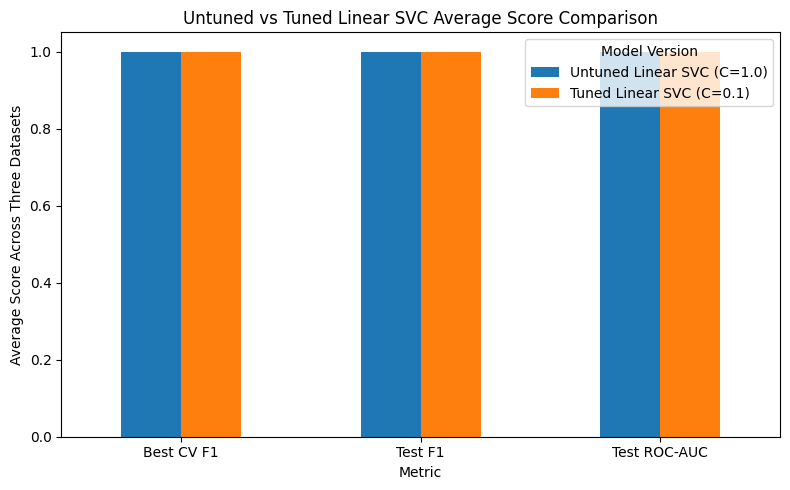 Untuned vs Tuned Linear SVC Average Score Comparison
Average Score Across Three Datasets
1.0
0.8
0.6
0.4
0.2
0.0
Model Version
Untuned Linear SVC (C=1.0)
Tuned Linear SVC (C=0.1)
Best CV F1
Test F1
Test ROC-AUC
Metric